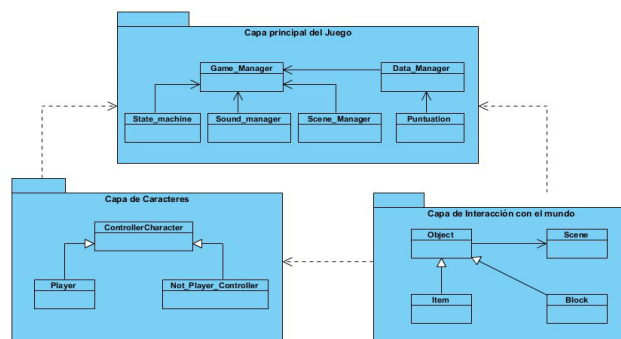 Capa principal del Juego
Game_Manager
Data_Manager
State_machine
Sound_manager
Scene_Manager
Puntuation
Capa de Caracteres
ControllerCharacter
Player
Not_Player_Controller
Capa de Interacción con el mundo
Object
Scene
Item
Block